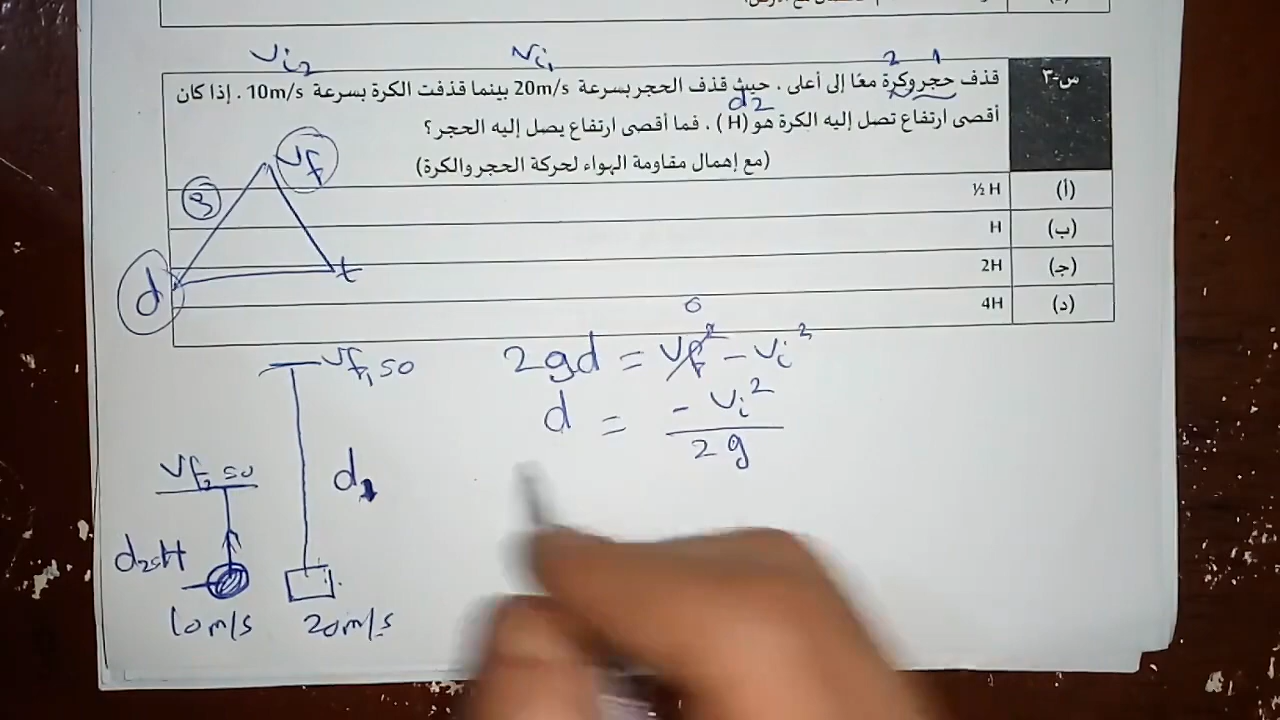 Vi2 Vi1 2 1
س-٣
قذف حجر وكرة معًا إلى أعلى . حيث قذف الحجر بسرعة 20m/s بينما قذفت الكرة بسرعة 10m/s . إذا كان
d2
أقصى ارتفاع تصل إليه الكرة هو (H) . فما أقصى ارتفاع يصل إليه الحجر؟
(مع إهمال مقاومة الهواء لحركة الحجر والكرة)
(أ) ½ H
(ب) H
(ج) 2H
(د) 4H
Vf
g
d t
0
2gd = Vf² - Vi²
d = - Vi² / 2g
Vf1 = 0
d1
20m/s
Vf2 = 0
d2 = H
10m/s